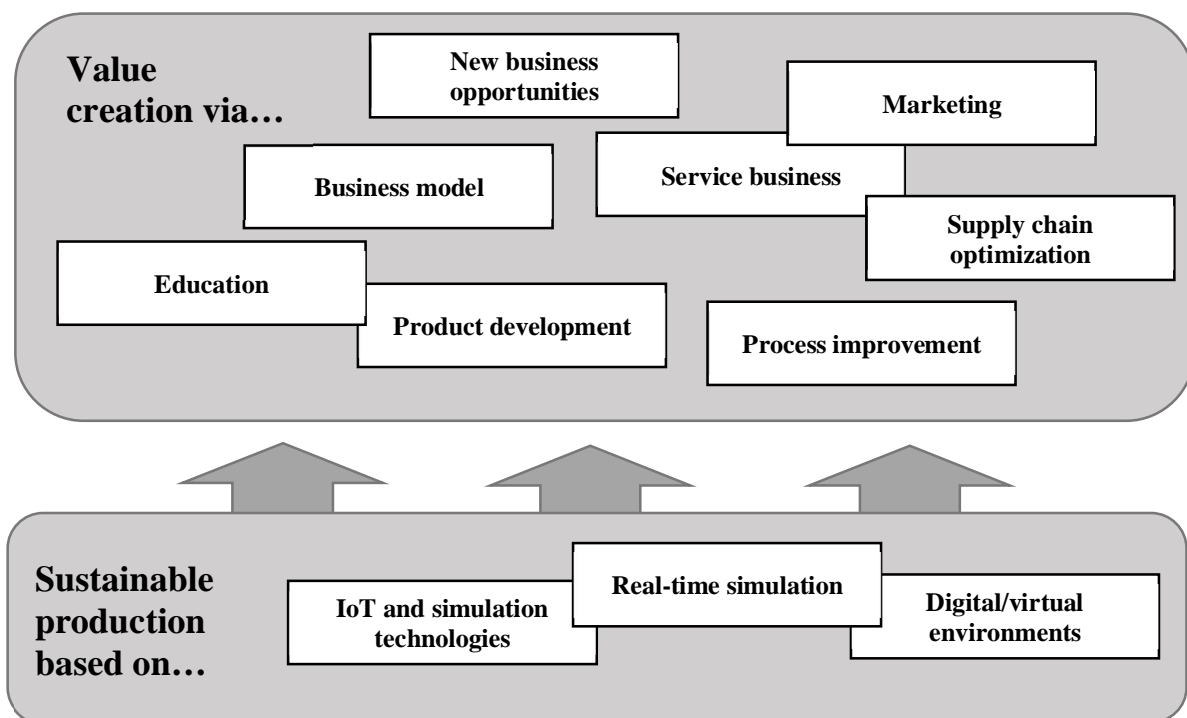 Value
creation via…
New business
opportunities
Marketing
Business model
Service business
Supply chain
optimization
Education
Product development
Process improvement
Sustainable
production
based on…
IoT and simulation
technologies
Real-time simulation
Digital/virtual
environments